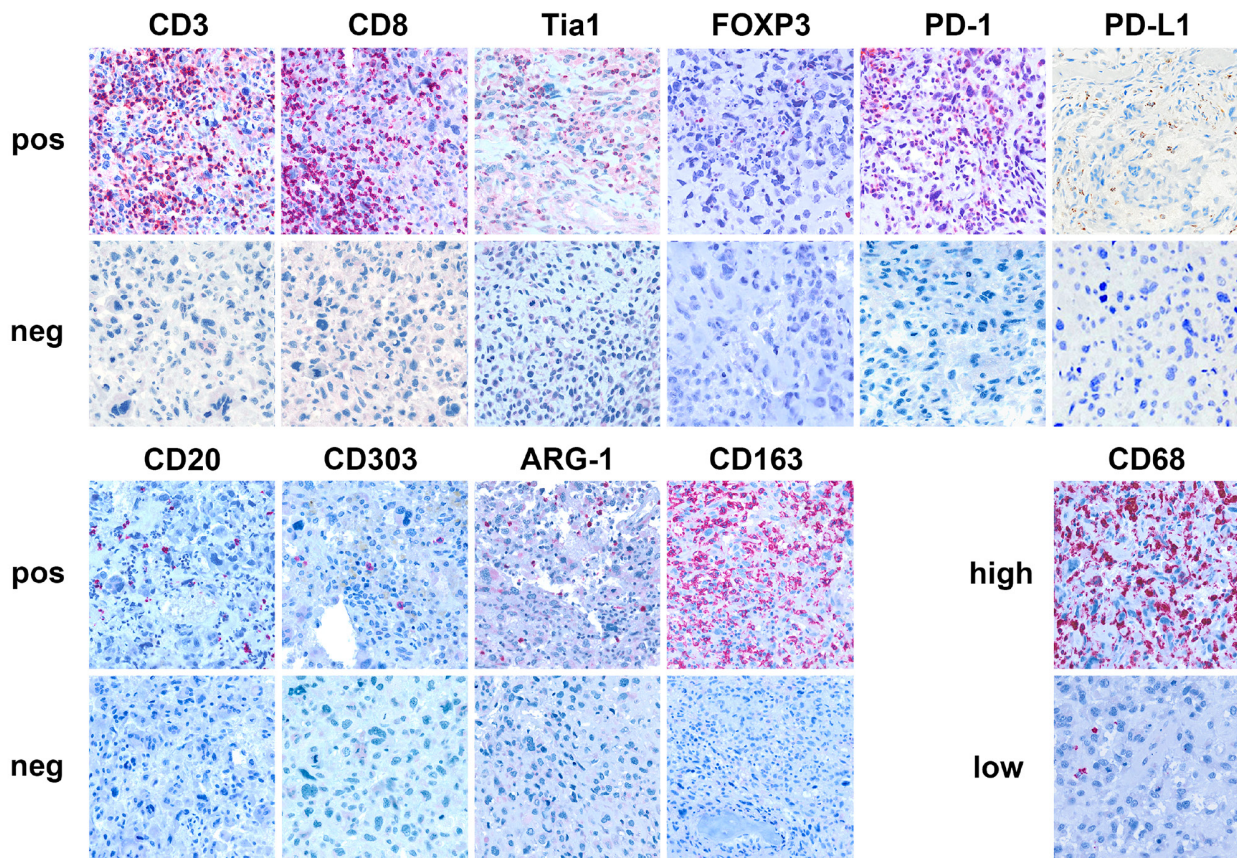 CD3 CD8 Tia1 FOXP3 PD-1 PD-L1
pos
neg
CD20 CD303 ARG-1 CD163 CD68
pos high
neg low